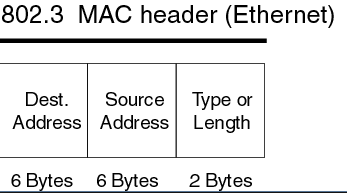 802.3 MAC header (Ethernet)
Dest. Address
Source Address
Type or Length
6 Bytes 6 Bytes 2 Bytes